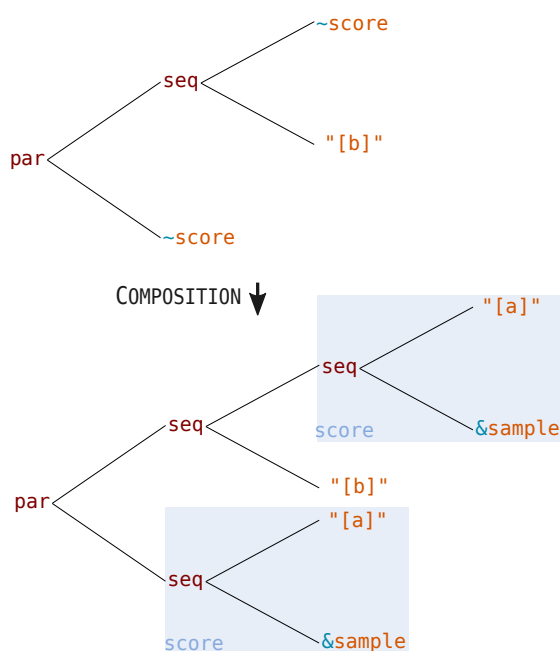 ~score
seq
"[b]"
par
~score
COMPOSITION
"[a]"
seq
score
&sample
seq
"[b]"
par
"[a]"
seq
score
&sample